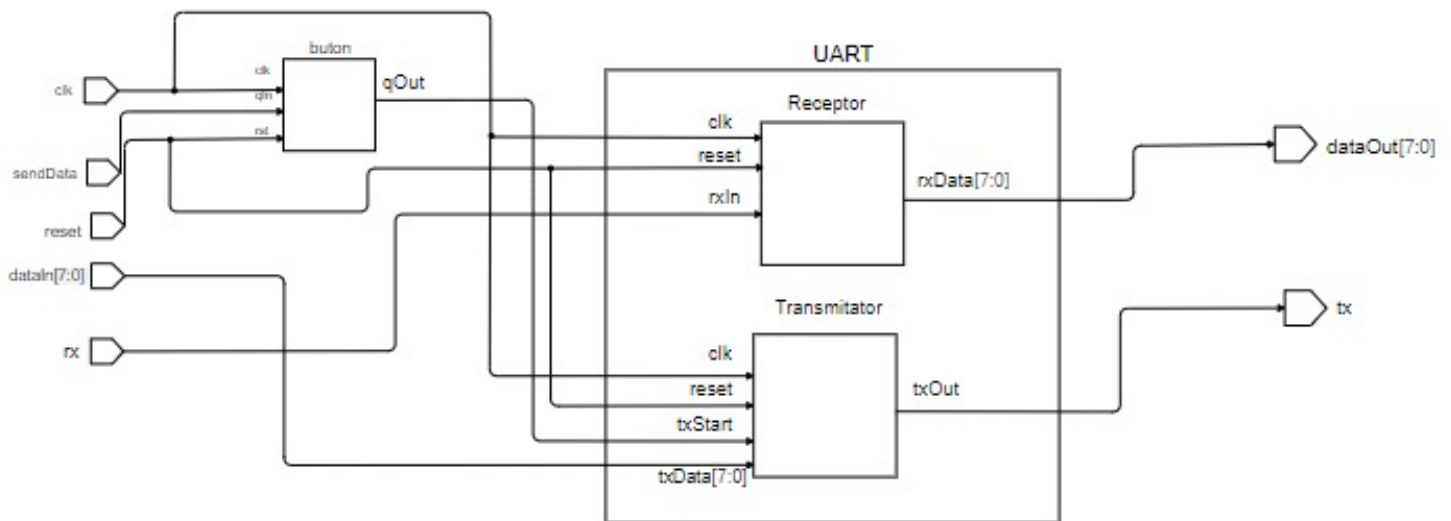 buton
clk
clk
qIn
qOut
sendData
reset
dataIn[7:0]
rx
UART
Receptor
clk
reset
rxIn
rxData[7:0]
dataOut[7:0]
Transmitator
clk
reset
txStart
txData[7:0]
txOut
tx